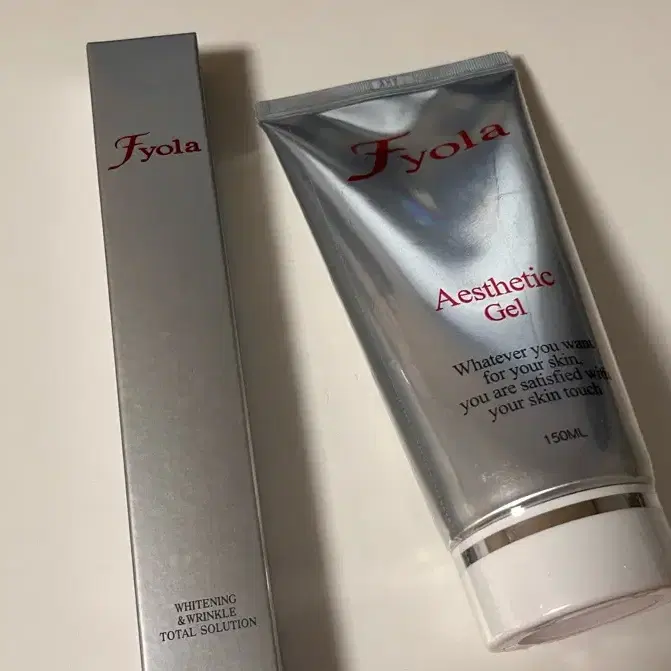 Fyola
WHITENING
& WRINKLE
TOTAL SOLUTION
Fyola
Aesthetic
Gel
Whatever you want
for your skin,
you are satisfied with
your skin touch
150ML